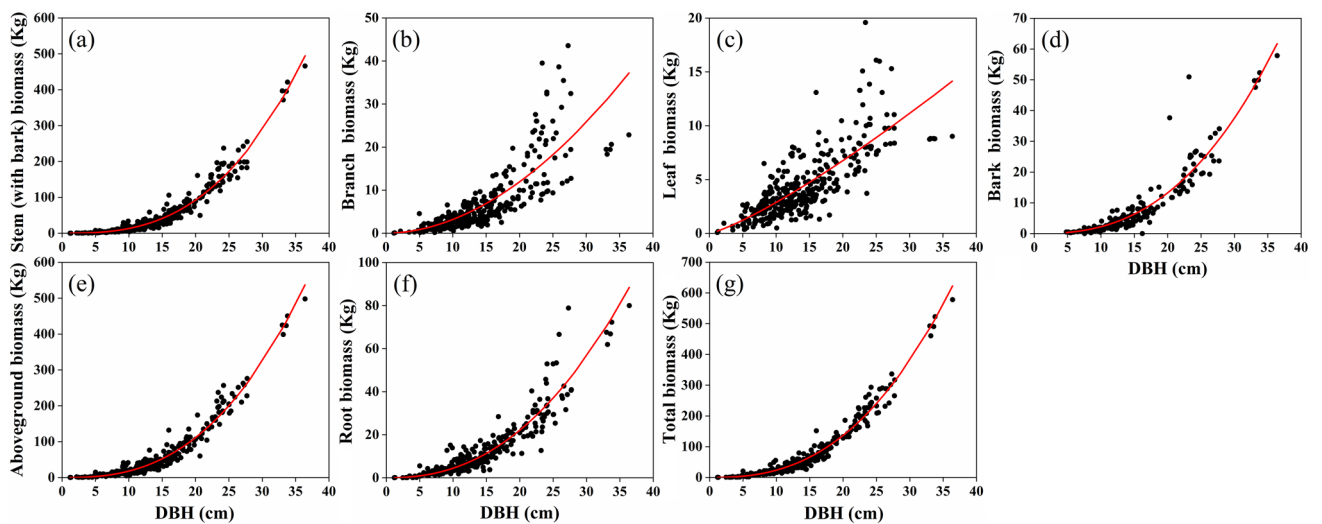 (a)
Stem (with bark) biomass (Kg)
600
500
400
300
200
100
0
0 5 10 15 20 25 30 35 40
(b)
Branch biomass (Kg)
50
40
30
20
10
0
0 5 10 15 20 25 30 35 40
(c)
Leaf biomass (Kg)
20
15
10
5
0
0 5 10 15 20 25 30 35 40
(d)
Bark biomass (Kg)
70
60
50
40
30
20
10
0
0 5 10 15 20 25 30 35 40
DBH (cm)
(e)
Aboveground biomass (Kg)
600
500
400
300
200
100
0
0 5 10 15 20 25 30 35 40
DBH (cm)
(f)
Root biomass (Kg)
100
80
60
40
20
0
0 5 10 15 20 25 30 35 40
DBH (cm)
(g)
Total biomass (Kg)
700
600
500
400
300
200
100
0
0 5 10 15 20 25 30 35 40
DBH (cm)